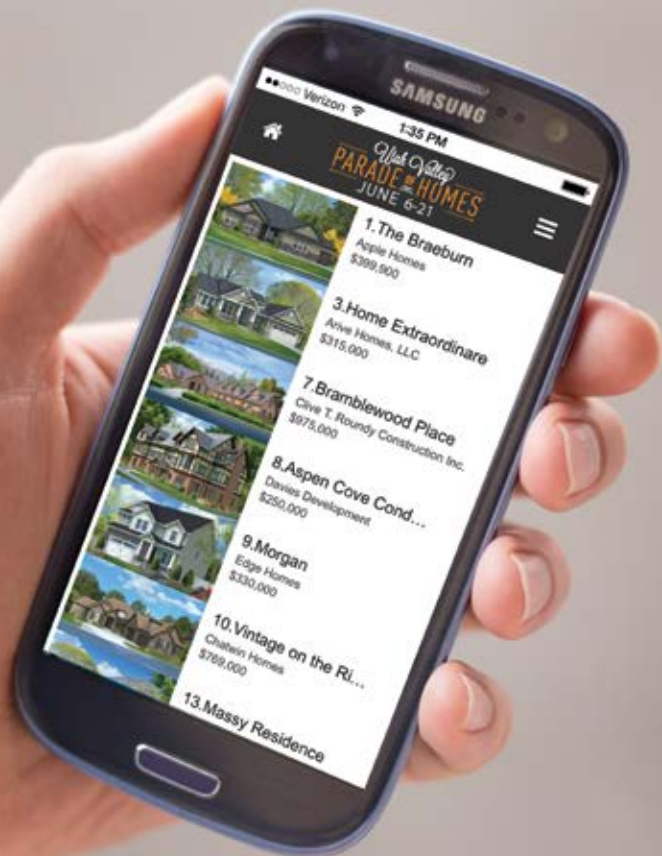 SAMSUNG
Verizon 1:35 PM
Utah Valley
PARADE OF HOMES
JUNE 6-21
1.The Braeburn
Apple Homes
$399,900
3.Home Extraordinare
Arive Homes, LLC
$315,000
7.Bramblewood Place
Clive T. Roundy Construction Inc.
$975,000
8.Aspen Cove Cond...
Davies Development
$250,000
9.Morgan
Edge Homes
$330,000
10.Vintage on the Ri...
Chatwin Homes
$769,000
13.Massy Residence